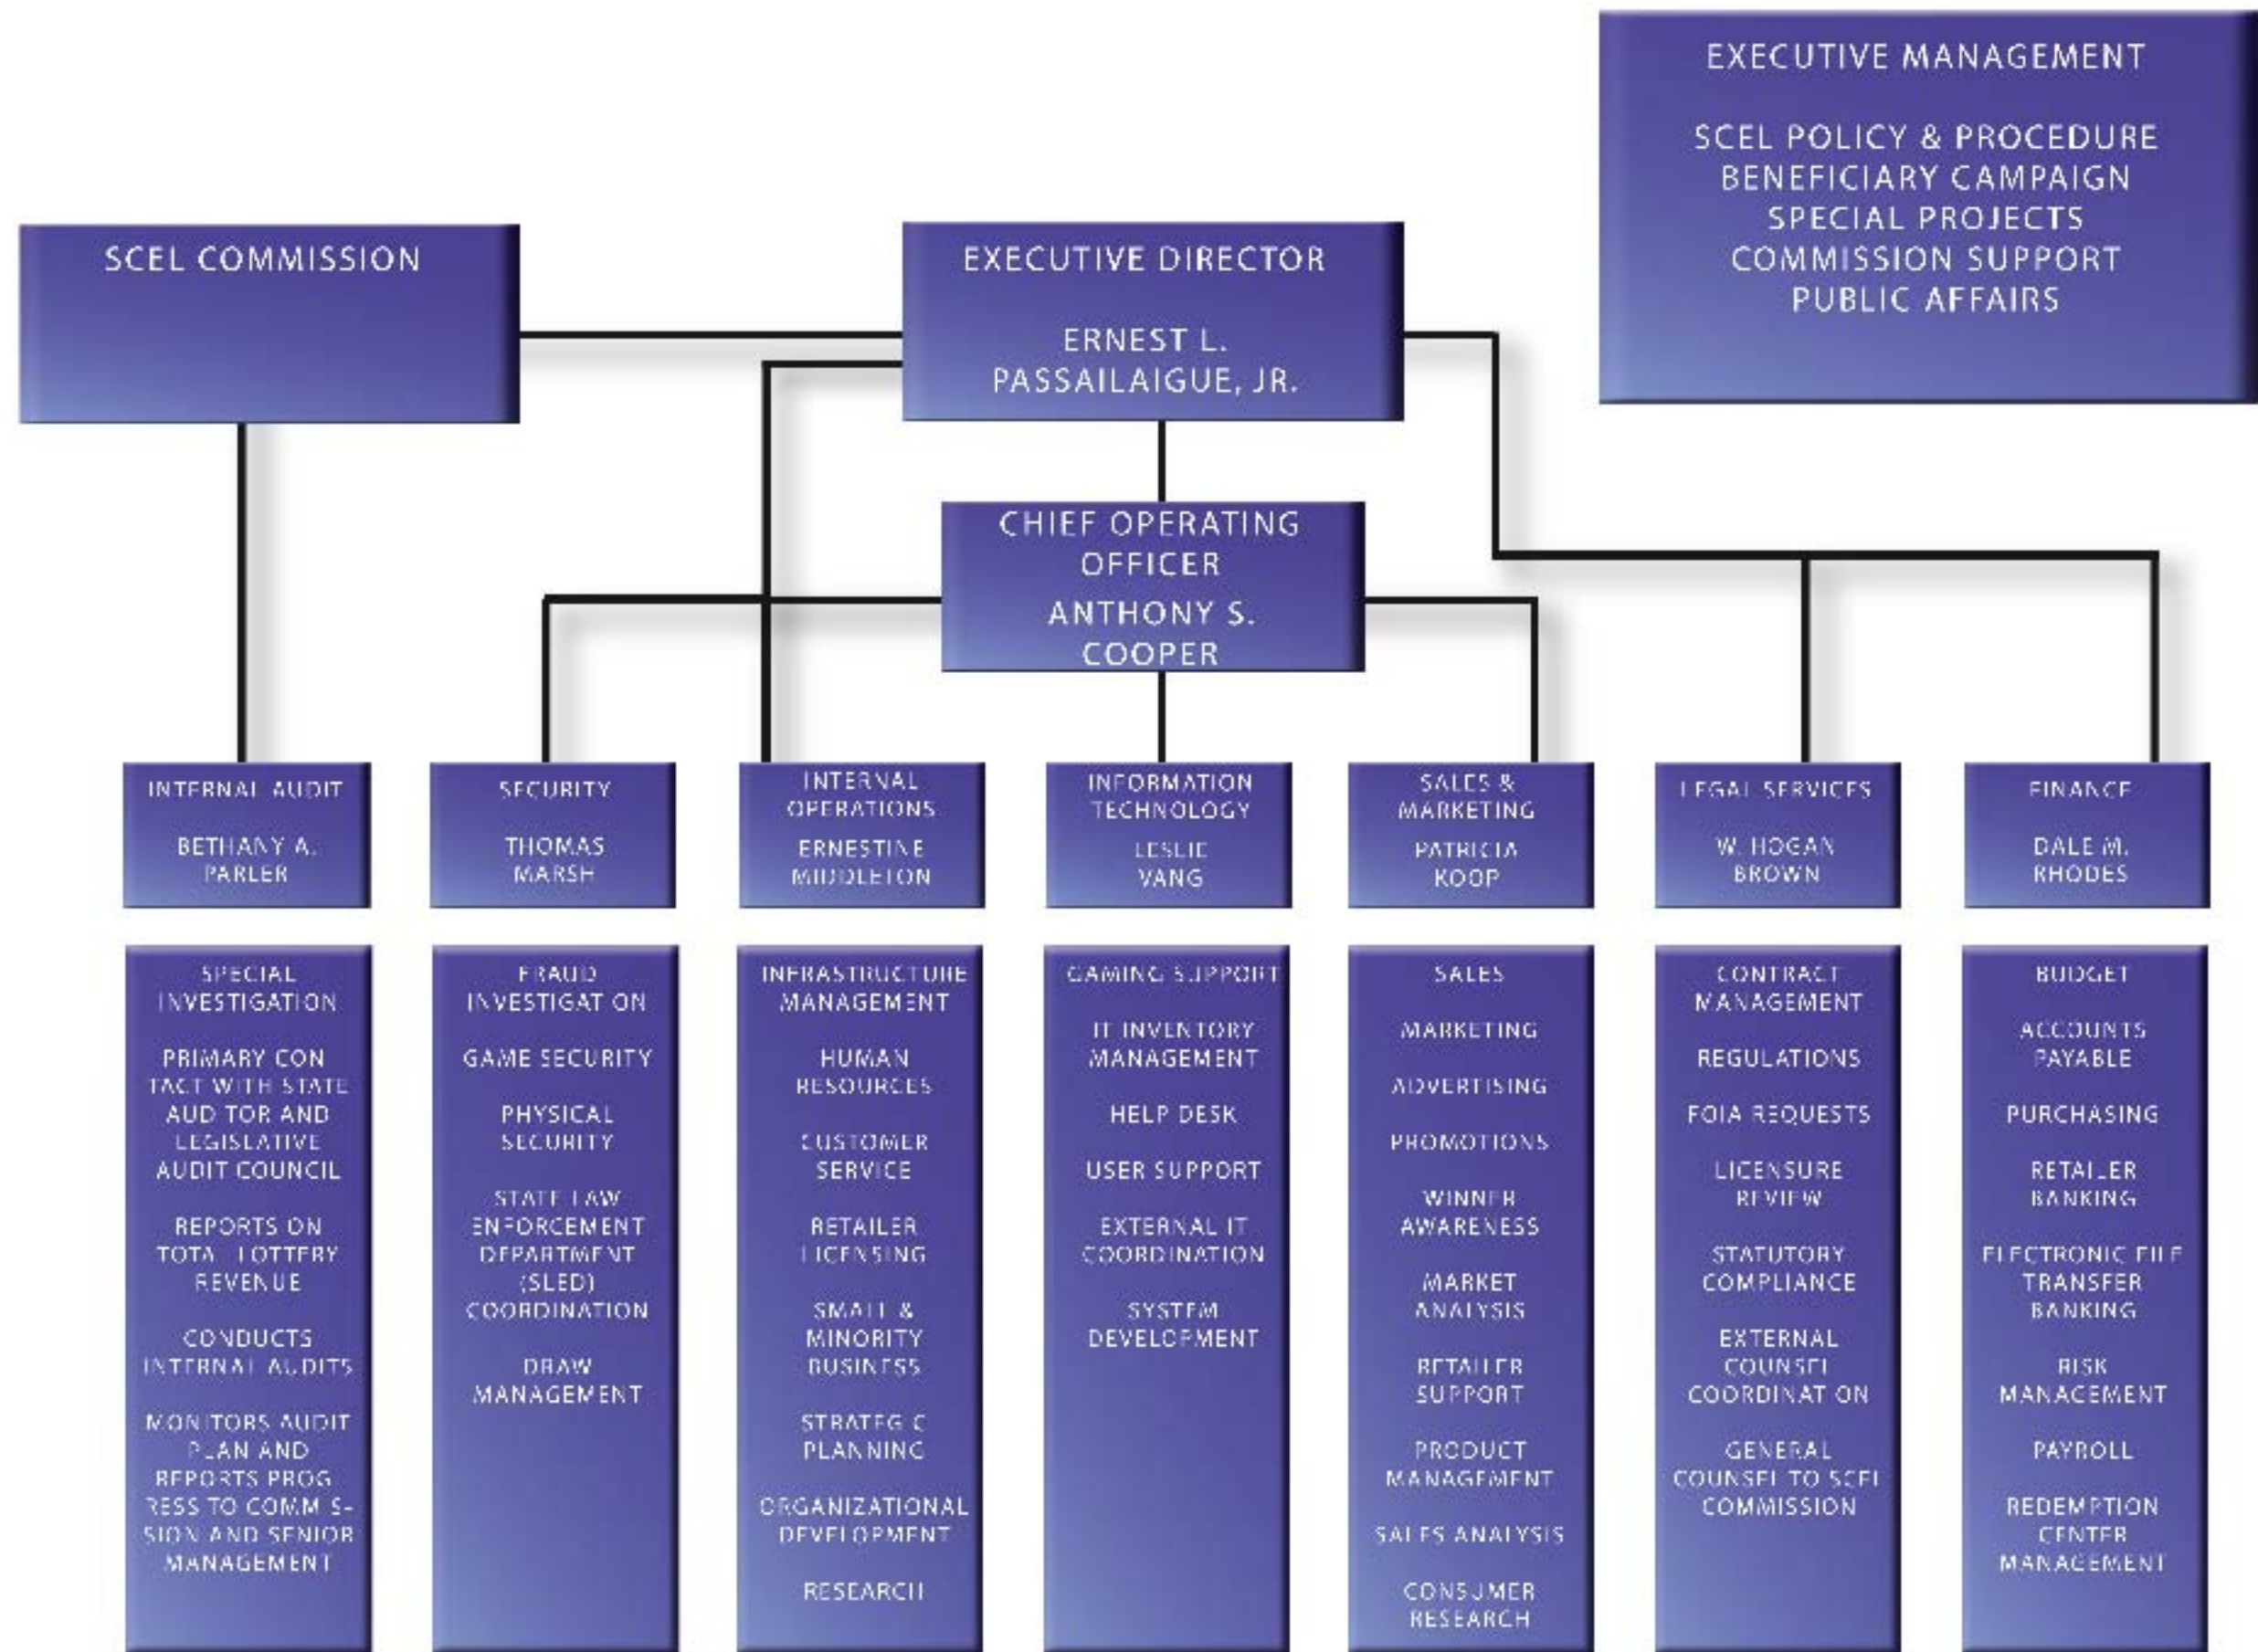 EXECUTIVE MANAGEMENT
SCEL POLICY & PROCEDURE
BENEFICIARY CAMPAIGN
SPECIAL PROJECTS
COMMISSION SUPPORT
PUBLIC AFFAIRS
SCEL COMMISSION
EXECUTIVE DIRECTOR
ERNEST L.
PASSAILAIGUE, JR.
CHIEF OPERATING
OFFICER
ANTHONY S.
COOPER
INTERNAL AUDIT
BETHANY A.
PARLER
SECURITY
THOMAS
MARSH
INTERNAL
OPERATIONS
ERNESTINE
MIDDLETON
INFORMATION
TECHNOLOGY
LESLIE
VANG
SALES &
MARKETING
PATRICIA
KOOP
LEGAL SERVICES
W. HOGAN
BROWN
FINANCE
DALE M.
RHODES
SPECIAL
INVESTIGATION
PRIMARY CON
TACT WITH STATE
AUDITOR AND
LEGISLATIVE
AUDIT COUNCIL
REPORTS ON
TOTAL LOTTERY
REVENUE
CONDUCTS
INTERNAL AUDITS
MONITORS AUDIT
PLAN AND
REPORTS PROG
RESS TO COMMIS-
SION AND SENIOR
MANAGEMENT
FRAUD
INVESTIGATION
GAME SECURITY
PHYSICAL
SECURITY
STATE LAW
ENFORCEMENT
DEPARTMENT
(SLED)
COORDINATION
DRAW
MANAGEMENT
INFRASTRUCTURE
MANAGEMENT
HUMAN
RESOURCES
CUSTOMER
SERVICE
RETAILER
LICENSING
SMALL &
MINORITY
BUSINESS
STRATEGIC
PLANNING
ORGANIZATIONAL
DEVELOPMENT
RESEARCH
GAMING SUPPORT
IT INVENTORY
MANAGEMENT
HELP DESK
USER SUPPORT
EXTERNAL IT
COORDINATION
SYSTEM
DEVELOPMENT
SALES
MARKETING
ADVERTISING
PROMOTIONS
WINNER
AWARENESS
MARKET
ANALYSIS
RETAILER
SUPPORT
PRODUCT
MANAGEMENT
SALES ANALYSIS
CONSUMER
RESEARCH
CONTRACT
MANAGEMENT
REGULATIONS
FOIA REQUESTS
LICENSURE
REVIEW
STATUTORY
COMPLIANCE
EXTERNAL
COUNSEL
COORDINATION
GENERAL
COUNSEL TO SCEL
COMMISSION
BUDGET
ACCOUNTS
PAYABLE
PURCHASING
RETAILER
BANKING
ELECTRONIC FILE
TRANSFER
BANKING
RISK
MANAGEMENT
PAYROLL
REDEMPTION
CENTER
MANAGEMENT